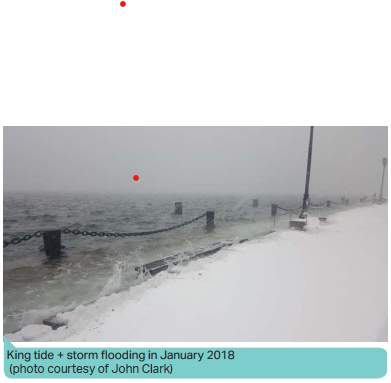 King tide + storm flooding in January 2018
(photo courtesy of John Clark)